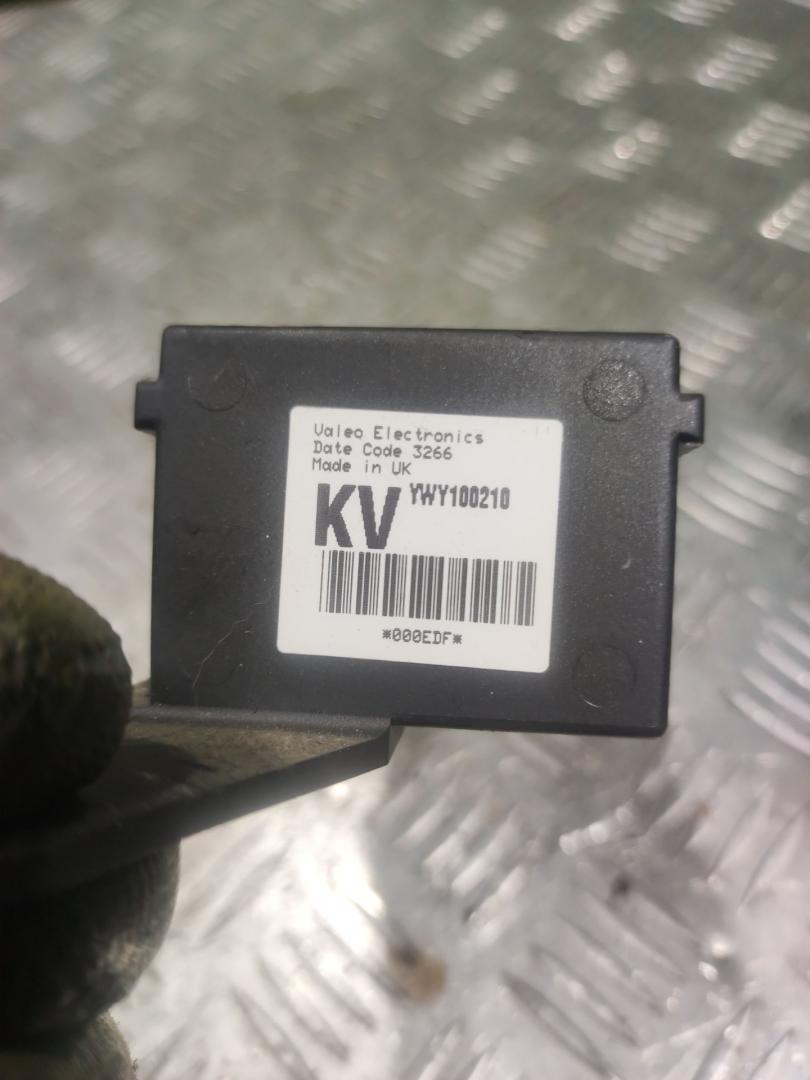 Valeo Electronics
Date Code 3266
Made in UK
KV YWY100210
*000EDF*